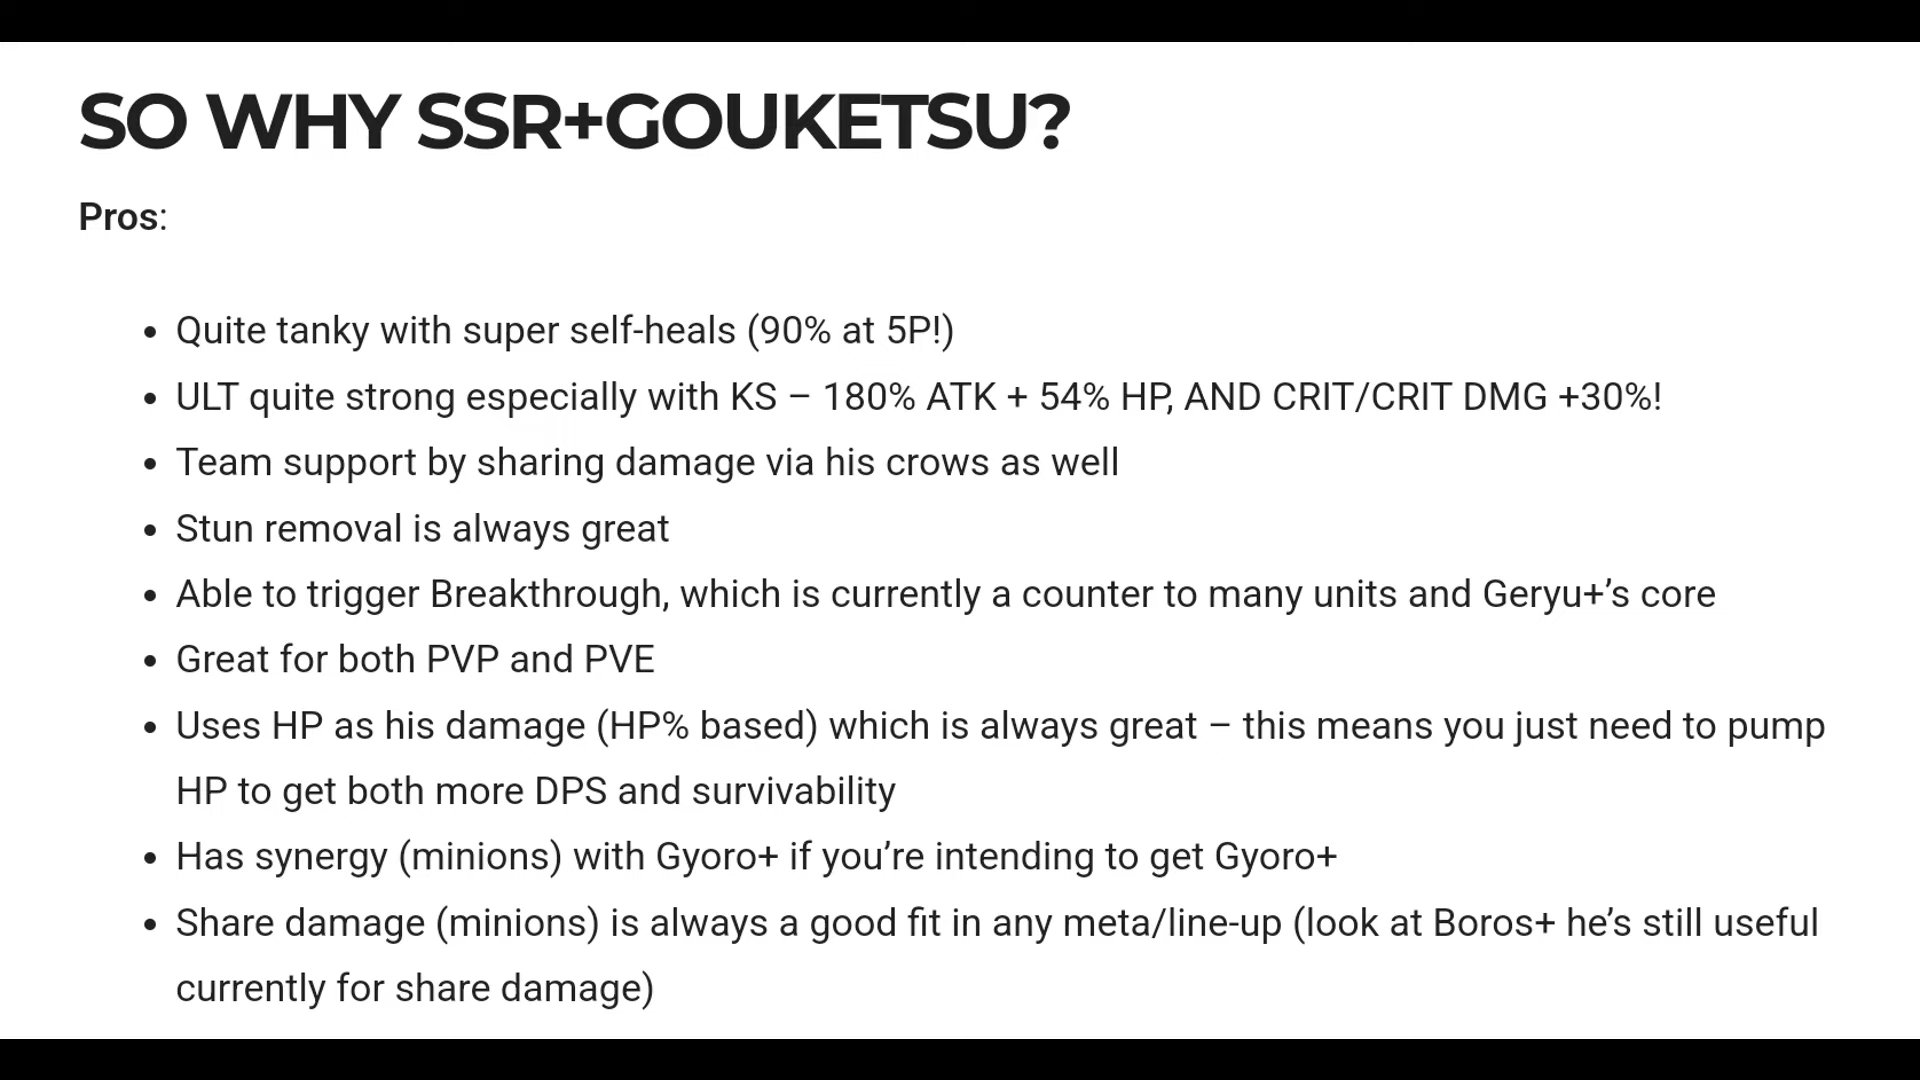 SO WHY SSR+GOUKETSU?
Pros:
• Quite tanky with super self-heals (90% at 5P!)
• ULT quite strong especially with KS – 180% ATK + 54% HP, AND CRIT/CRIT DMG +30%!
• Team support by sharing damage via his crows as well
• Stun removal is always great
• Able to trigger Breakthrough, which is currently a counter to many units and Geryu+’s core
• Great for both PVP and PVE
• Uses HP as his damage (HP% based) which is always great – this means you just need to pump
HP to get both more DPS and survivability
• Has synergy (minions) with Gyoro+ if you’re intending to get Gyoro+
• Share damage (minions) is always a good fit in any meta/line-up (look at Boros+ he’s still useful
currently for share damage)